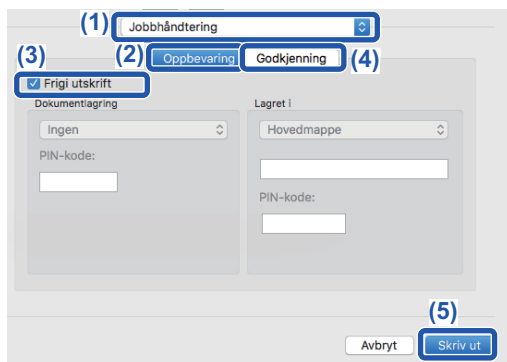 (1) Jobbhåndtering
(3) (2) Oppbevaring Godkjenning (4)
Frigi utskrift
Dokumentlagring Lagret i
Ingen Hovedmappe
PIN-kode:
PIN-kode:
(5)
Avbryt Skriv ut